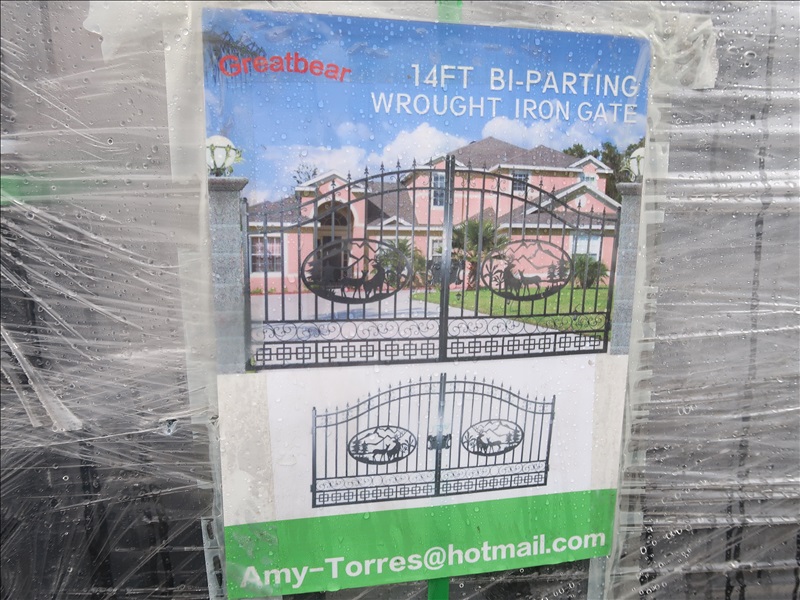 Greatbear
14FT BI-PARTING
WROUGHT IRON GATE
Amy-Torres@hotmail.com